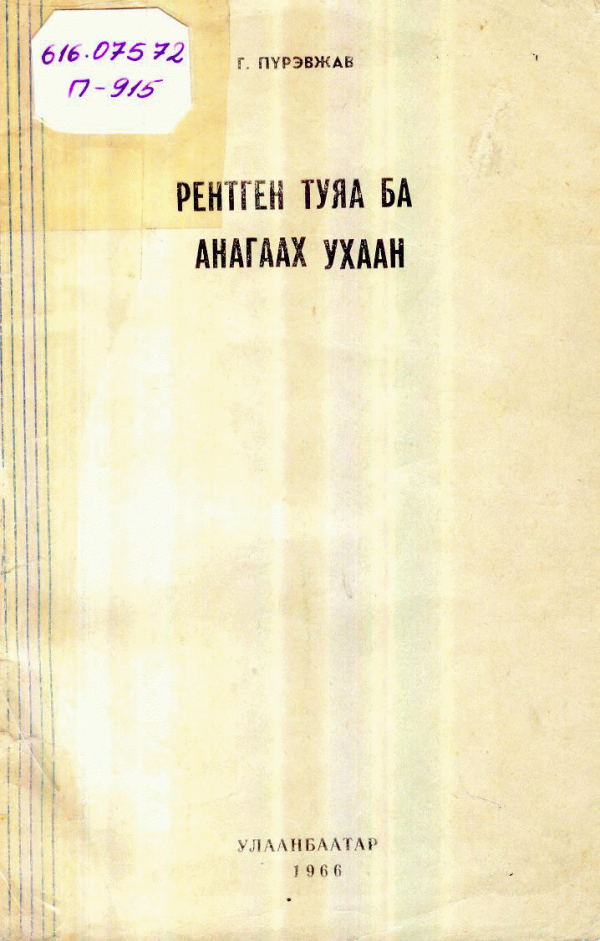 616.07572
П-915
Г. ПҮРЭВЖАВ
РЕНТГЕН ТУЯА БА
АНАГААХ УХААН
УЛААНБААТАР
1966